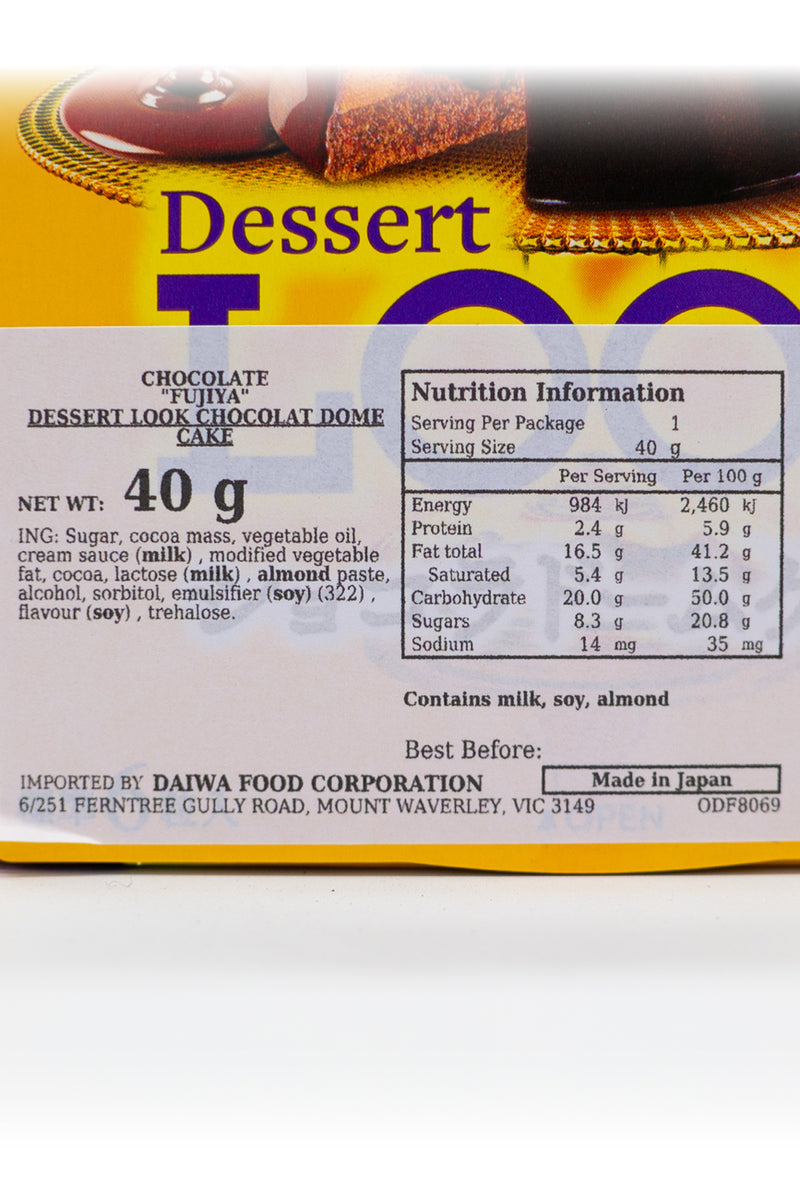 Dessert
LOO
CHOCOLATE
"FUJIYA"
DESSERT LOOK CHOCOLAT DOME
CAKE
NET WT: 40 g
ING: Sugar, cocoa mass, vegetable oil,
cream sauce (milk) , modified vegetable
fat, cocoa, lactose (milk) , almond paste,
alcohol, sorbitol, emulsifier (soy) (322) ,
flavour (soy) , trehalose.
Nutrition Information
Serving Per Package 1
Serving Size 40 g
Per Serving Per 100 g
Energy 984 kJ 2,460 kJ
Protein 2.4 g 5.9 g
Fat total 16.5 g 41.2 g
Saturated 5.4 g 13.5 g
Carbohydrate 20.0 g 50.0 g
Sugars 8.3 g 20.8 g
Sodium 14 mg 35 mg
Contains milk, soy, almond
Best Before:
IMPORTED BY DAIWA FOOD CORPORATION
Made in Japan
6/251 FERNTREE GULLY ROAD, MOUNT WAVERLEY, VIC 3149 ODF8069
OPEN